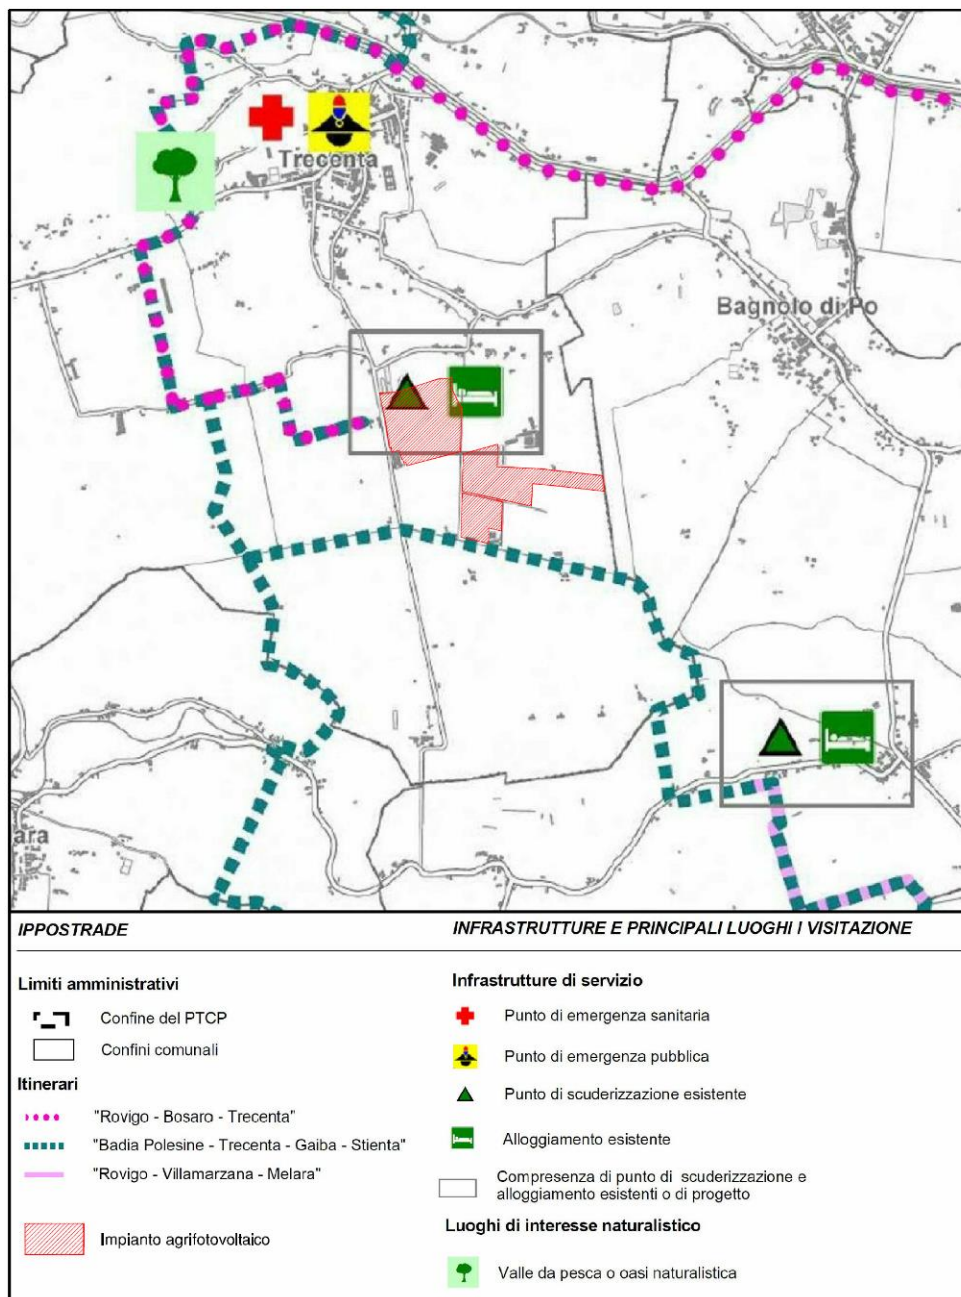 Trecenta
Bagnolo di Po
ara
IPPOSTRADE
Limiti amministrativi
Confine del PTCP
Confini comunali
Itinerari
"Rovigo - Bosaro - Trecenta"
"Badia Polesine - Trecenta - Gaiba - Stienta"
"Rovigo - Villamarzana - Melara"
Impianto agrifotovoltaico
INFRASTRUTTURE E PRINCIPALI LUOGHI I VISITAZIONE
Infrastrutture di servizio
Punto di emergenza sanitaria
Punto di emergenza pubblica
Punto di scuderizzazione esistente
Alloggiamento esistente
Compresenza di punto di scuderizzazione e
alloggiamento esistenti o di progetto
Luoghi di interesse naturalistico
Valle da pesca o oasi naturalistica